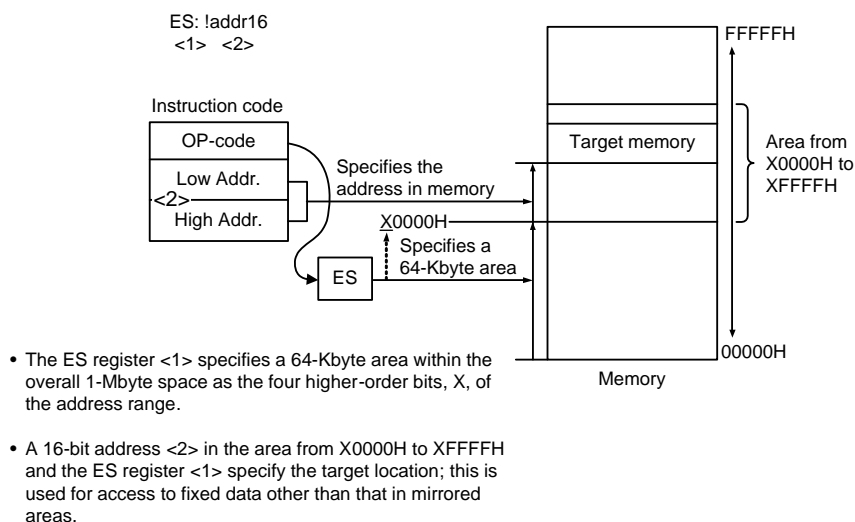 ES: !addr16
<1> <2>
FFFFFH
Instruction code
OP-code
Low Addr.
<2>
High Addr.
Specifies the
address in memory
Target memory
Area from
X0000H to
XFFFFH
X0000H
Specifies a
64-Kbyte area
ES
00000H
Memory
• The ES register <1> specifies a 64-Kbyte area within the
overall 1-Mbyte space as the four higher-order bits, X, of
the address range.
• A 16-bit address <2> in the area from X0000H to XFFFFH
and the ES register <1> specify the target location; this is
used for access to fixed data other than that in mirrored
areas.